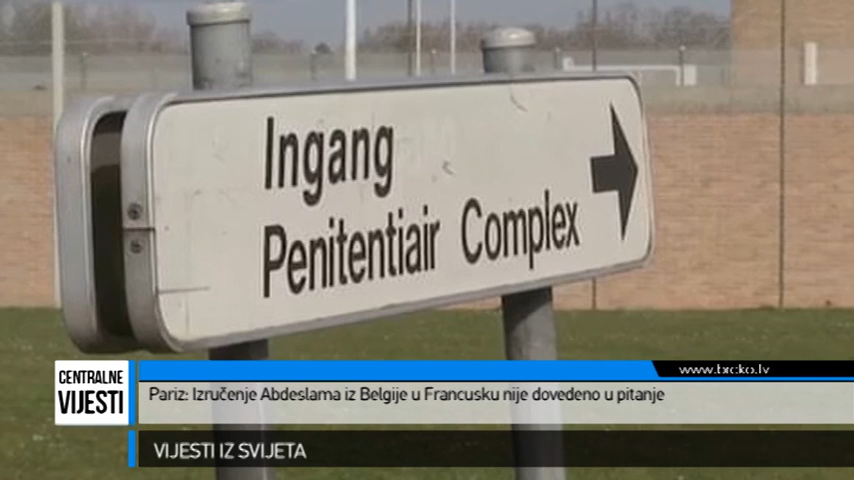 Ingang
Penitentiair Complex
www.brcko.tv
CENTRALNE
VIJESTI
Pariz: Izručenje Abdeslama iz Belgije u Francusku nije dovedeno u pitanje
VIJESTI IZ SVIJETA